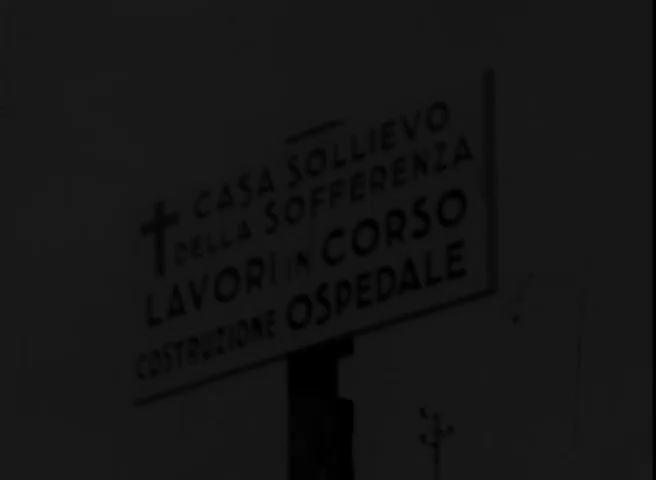 CASA SOLLIEVO
DELLA SOFFERENZA
LAVORI IN CORSO
COSTRUZIONE OSPEDALE